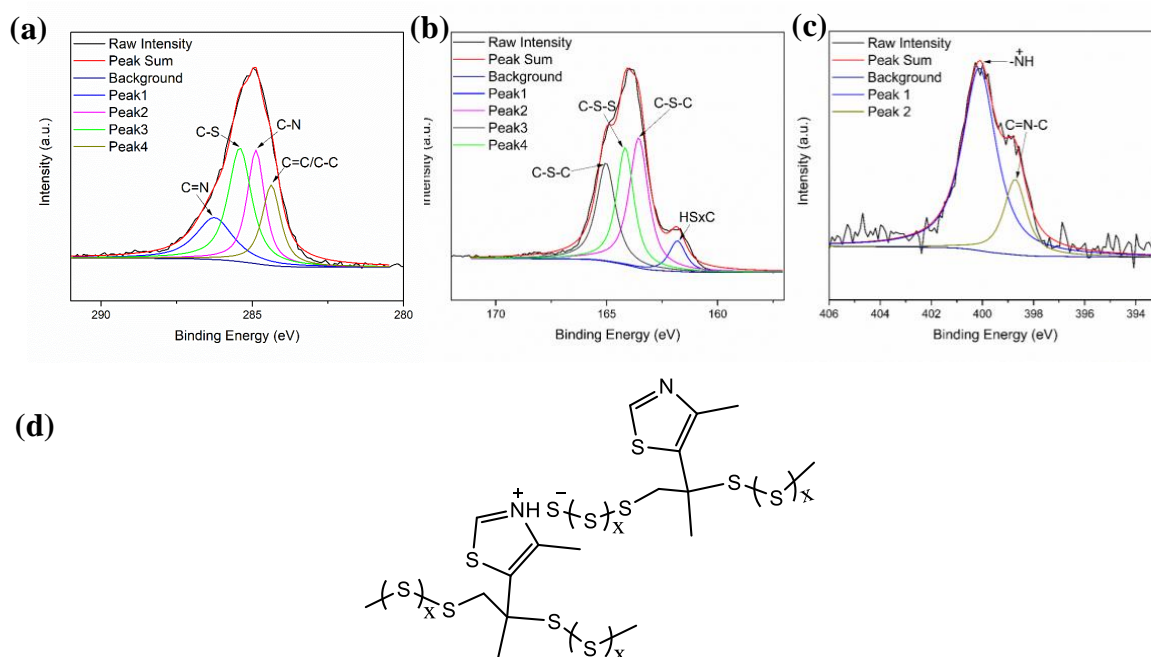 (a)
Raw Intensity
Peak Sum
Background
Peak1
Peak2
Peak3
Peak4
C-S
C-N
C=N
C=C/C-C
Intensity (a.u.)
290
285
280
Binding Energy (eV)
(b)
Raw Intensity
Peak Sum
Background
Peak1
Peak2
Peak3
Peak4
C-S-S
C-S-C
C-S-C
HSxC
Intensity (a.u.)
170
165
160
Binding Energy (eV)
(c)
Raw Intensity
Peak Sum
Background
Peak 1
Peak 2
+
-NH
C=N-C
Intensity (a.u.)
406
404
402
400
398
396
394
Binding Energy (eV)
(d)
N
S
S
(S)x
+
NH
−
S
(S)x
S
S
(S)x
S
S
(S)x